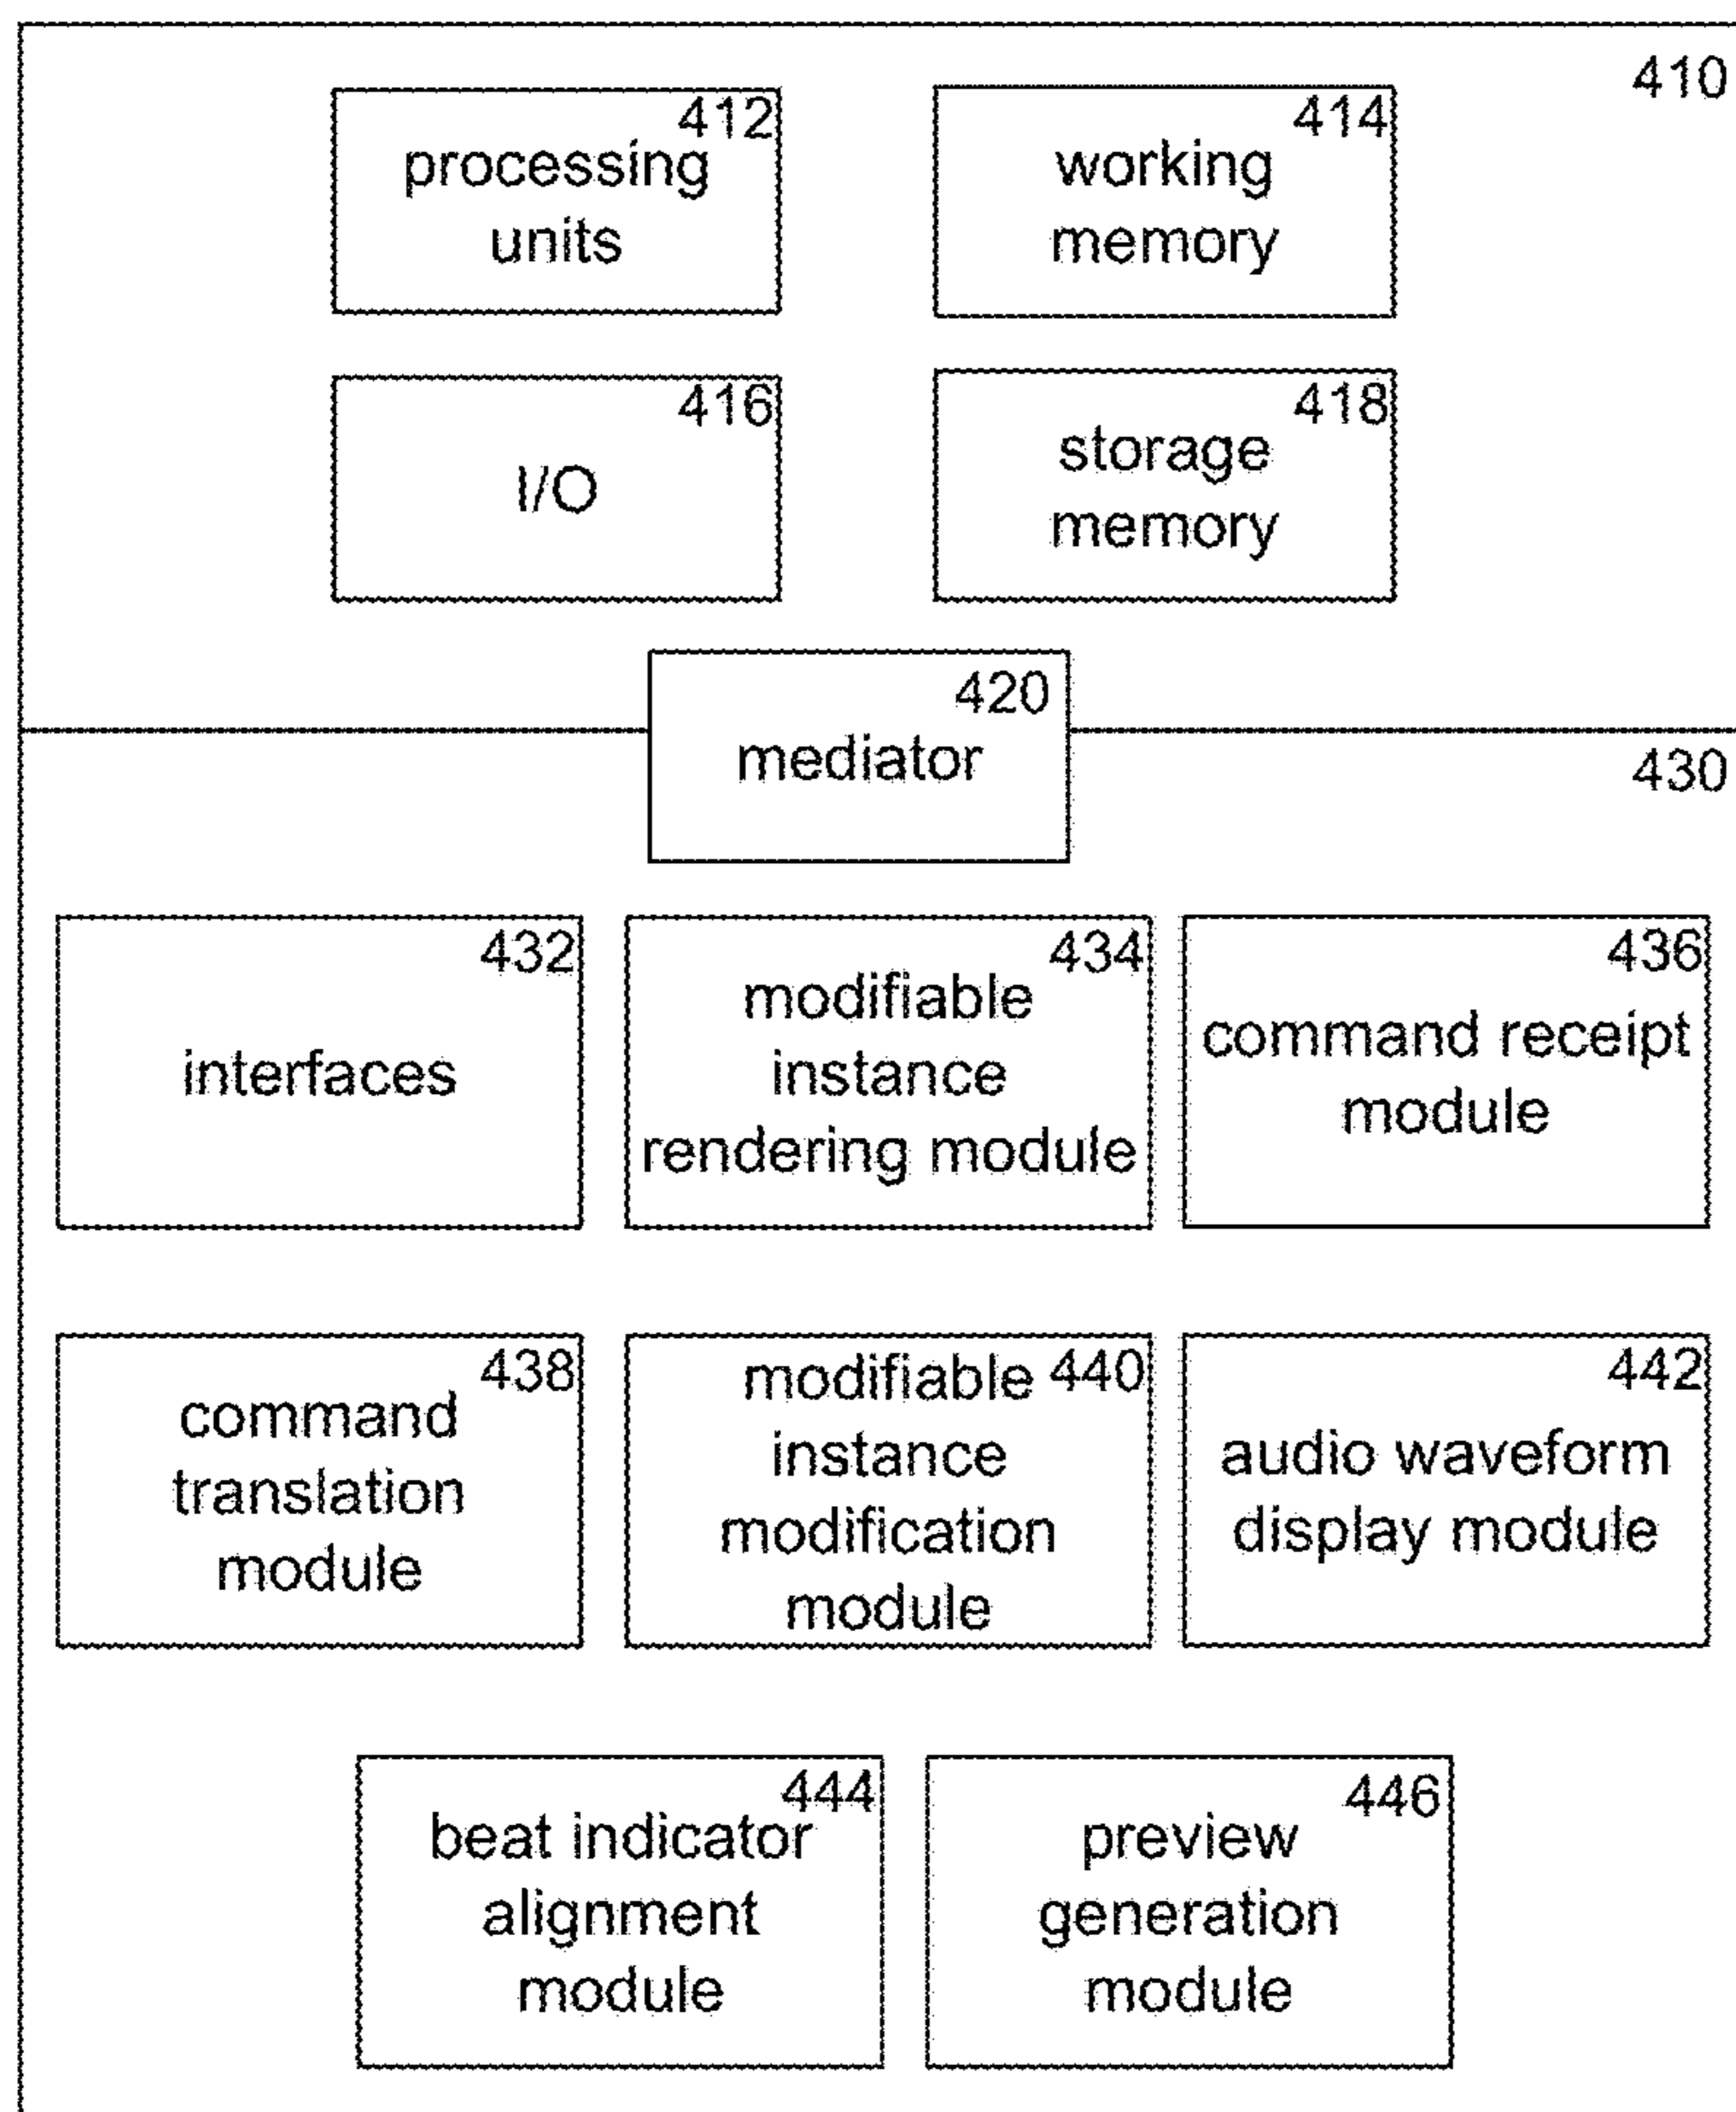 410
412
processing
units
414
working
memory
416
I/O
418
storage
memory
420
mediator
430
432
interfaces
434
modifiable
instance
rendering module
436
command receipt
module
438
command
translation
module
modifiable 440
instance
modification
module
442
audio waveform
display module
444
beat indicator
alignment
module
446
preview
generation
module